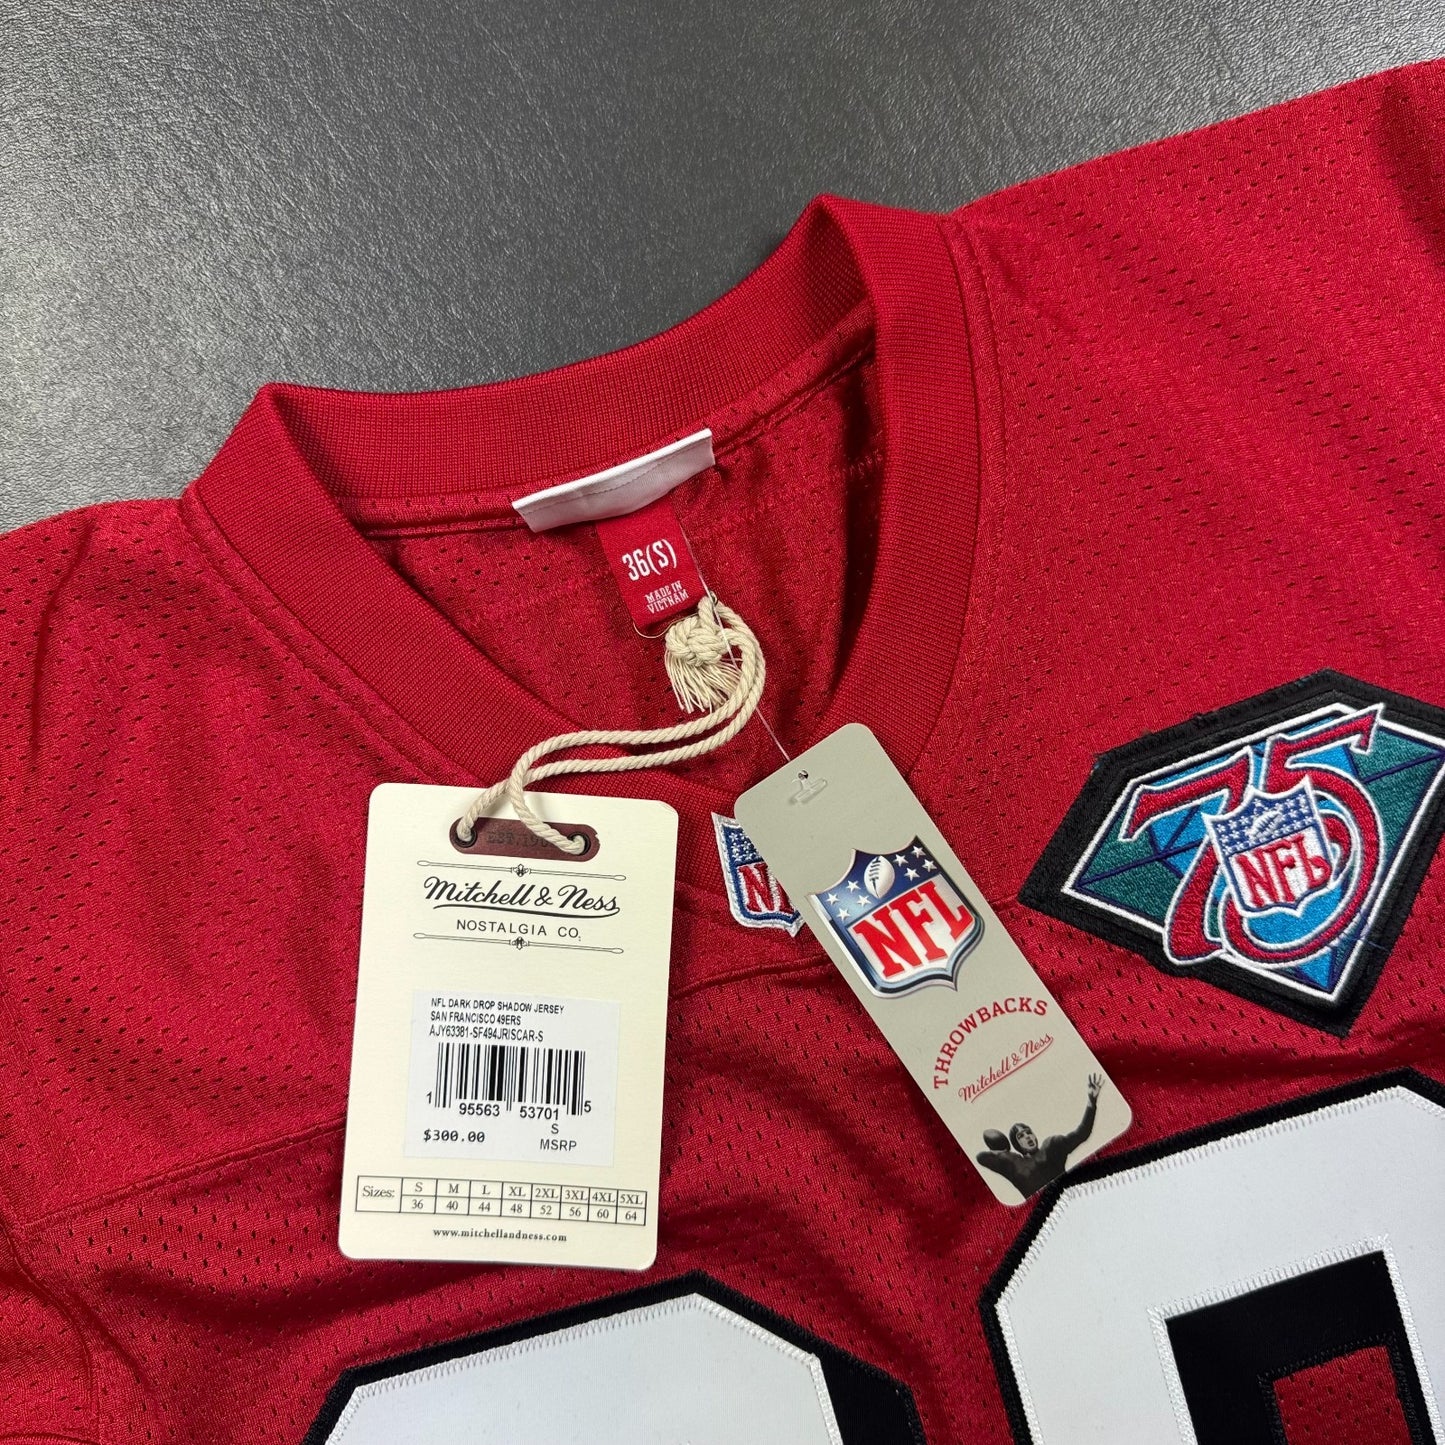 36(S)
MADE IN
VIETNAM
EST.
Mitchell & Ness
NOSTALGIA CO.
NFL DARK DROP SHADOW JERSEY
SAN FRANCISCO 49ERS
AJY63381-SF494JRISCAR-S
1 95563 53701 5
S
$300.00 MSRP
Sizes: S M L XL 2XL 3XL 4XL 5XL
36 40 44 48 52 56 60 64
www.mitchellandness.com
NFL
THROWBACKS
Mitchell & Ness
75
NFL